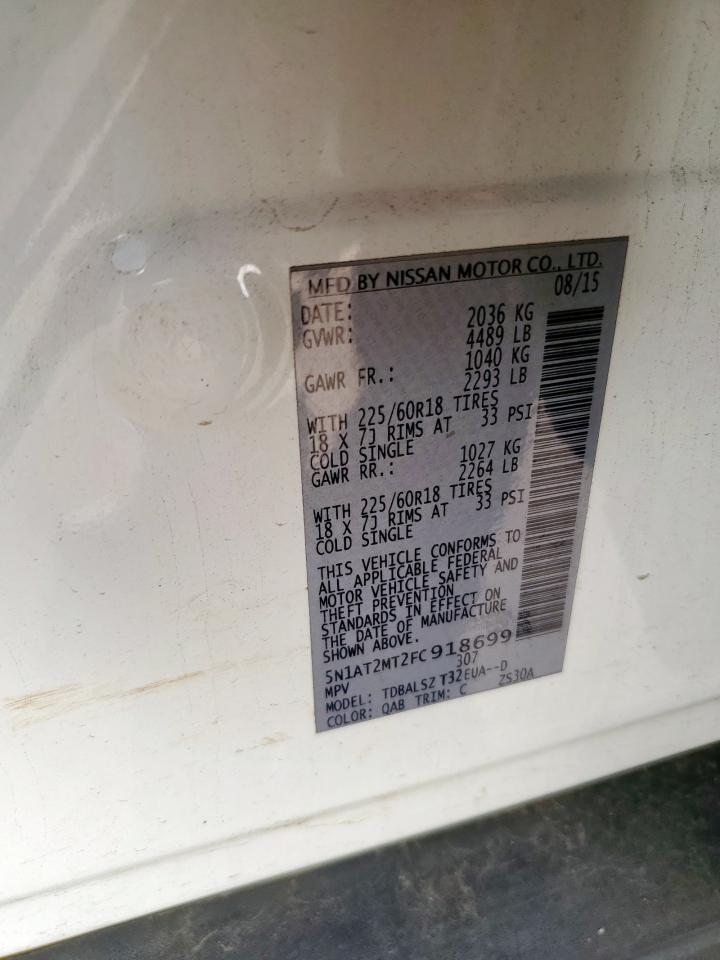 MFD BY NISSAN MOTOR CO., LTD.
DATE: 08/15
GVWR: 2036 KG
4489 LB
GAWR FR.: 1040 KG
2293 LB
WITH 225/60R18 TIRES
18 X 7J RIMS AT 33 PSI
COLD SINGLE
GAWR RR.: 1027 KG
2264 LB
WITH 225/60R18 TIRES
18 X 7J RIMS AT 33 PSI
COLD SINGLE
THIS VEHICLE CONFORMS TO
ALL APPLICABLE FEDERAL
MOTOR VEHICLE SAFETY AND
THEFT PREVENTION
STANDARDS IN EFFECT ON
THE DATE OF MANUFACTURE
SHOWN ABOVE.
5N1AT2MT2FC918699
MPV 307
MODEL: TDBALSZ T32EUA--D
COLOR: QAB TRIM: C ZS30A